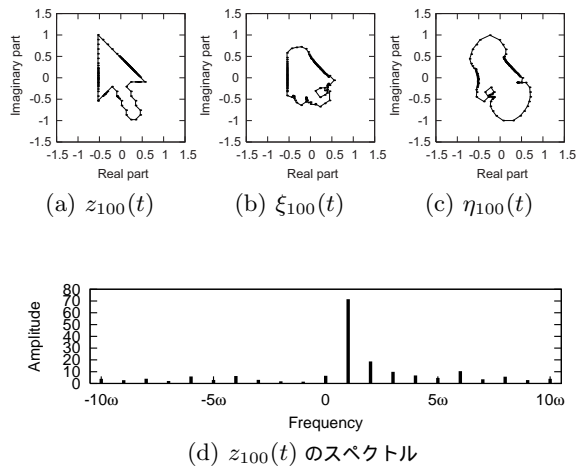 1.5 1.5 1.5
1 1 1
0.5 0.5 0.5
0 0 0
-0.5 -0.5 -0.5
-1 -1 -1
-1.5 -1.5 -1.5
Imaginary part Imaginary part Imaginary part
-1.5 -1 -0.5 0 0.5 1 1.5 -1.5 -1 -0.5 0 0.5 1 1.5 -1.5 -1 -0.5 0 0.5 1 1.5
Real part Real part Real part
(a) z₁₀₀(t) (b) ξ₁₀₀(t) (c) η₁₀₀(t)
80
70
60
50
40
30
20
10
0
Amplitude
-10ω -5ω 0 5ω 10ω
Frequency
(d) z₁₀₀(t) のスペクトル